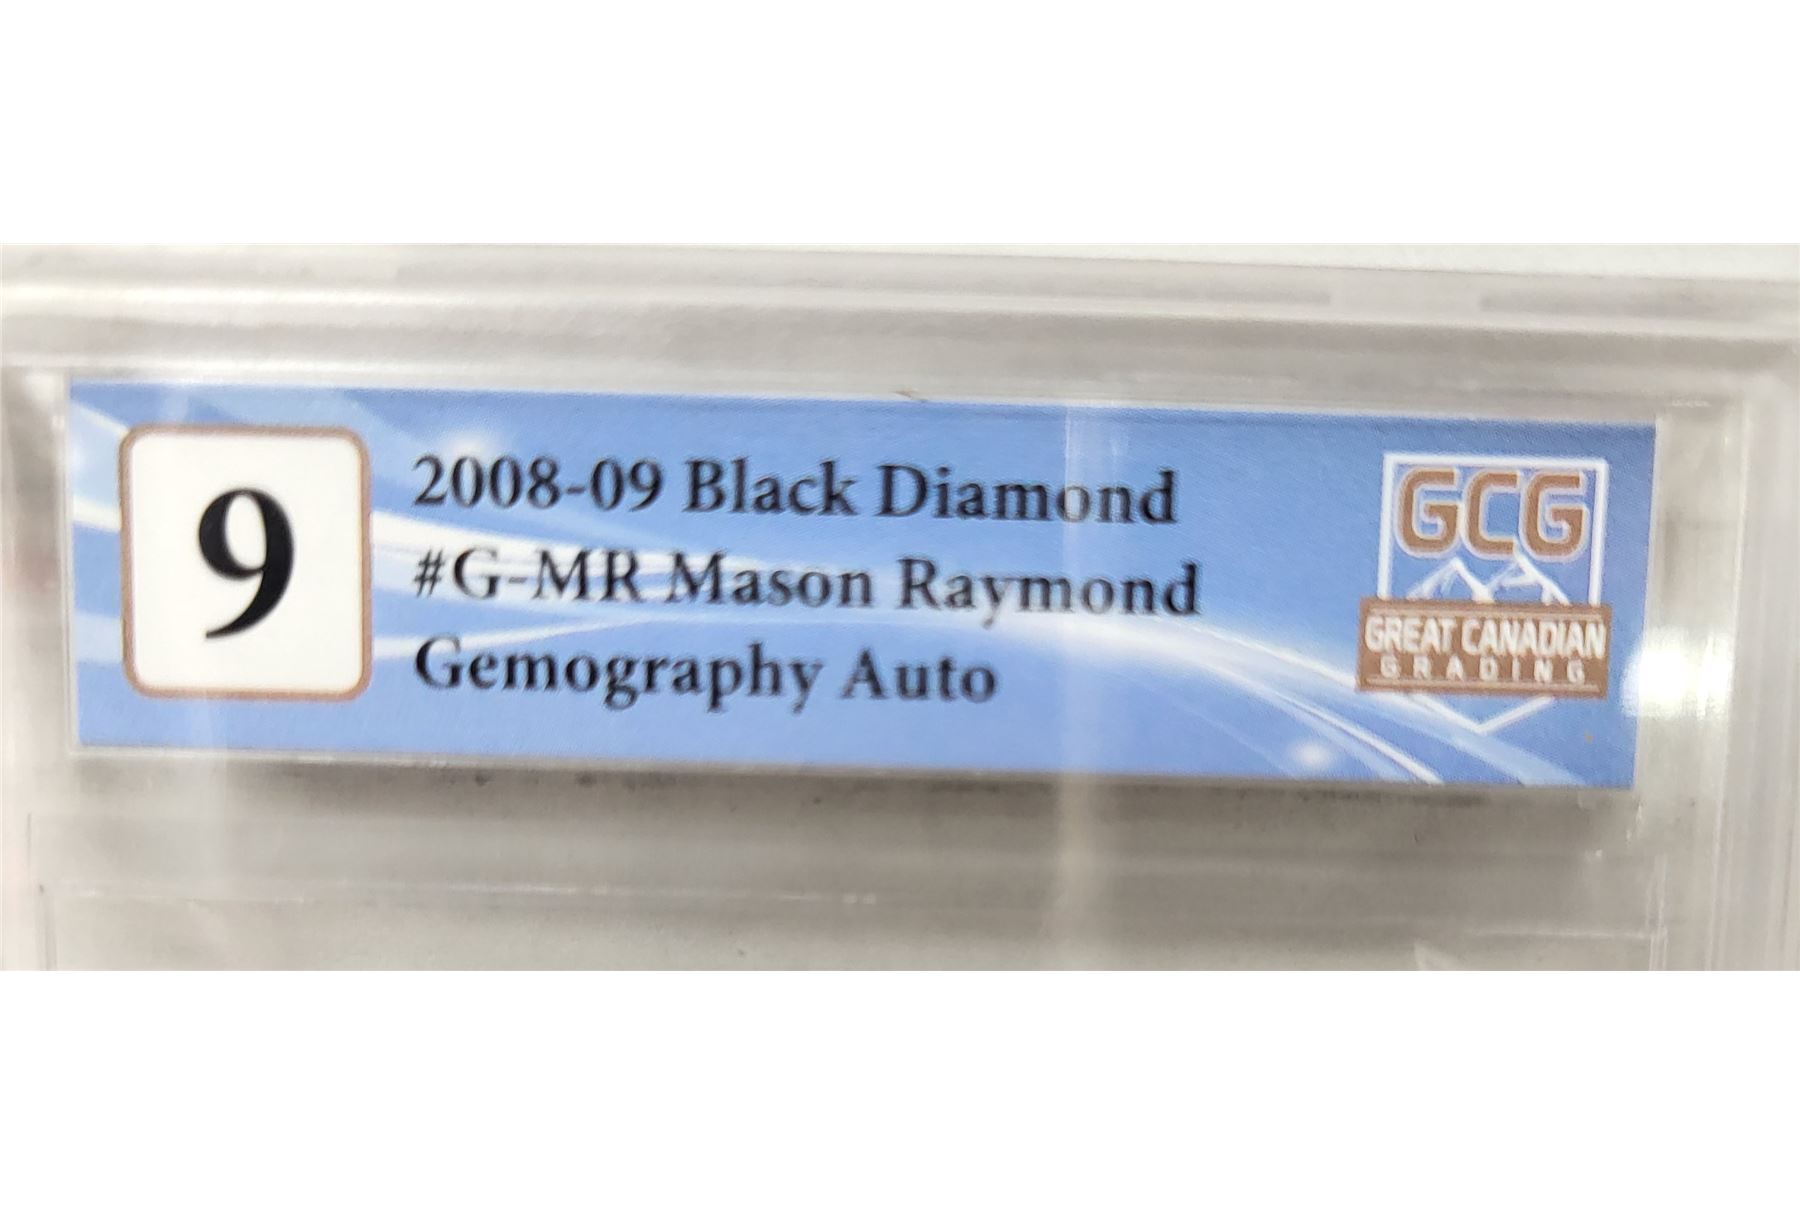 9
2008-09 Black Diamond
#G-MR Mason Raymond
Gemography Auto
GCG
GREAT CANADIAN
GRADING